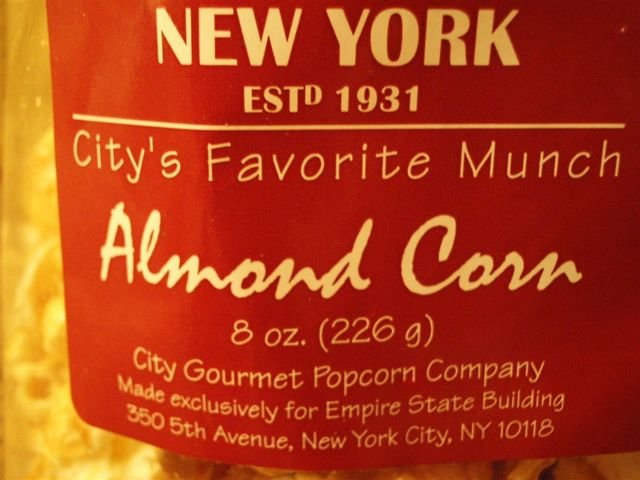 NEW YORK
ESTD 1931
City's Favorite Munch
Almond Corn
8 oz. (226 g)
City Gourmet Popcorn Company
Made exclusively for Empire State Building
350 5th Avenue, New York City, NY 10118